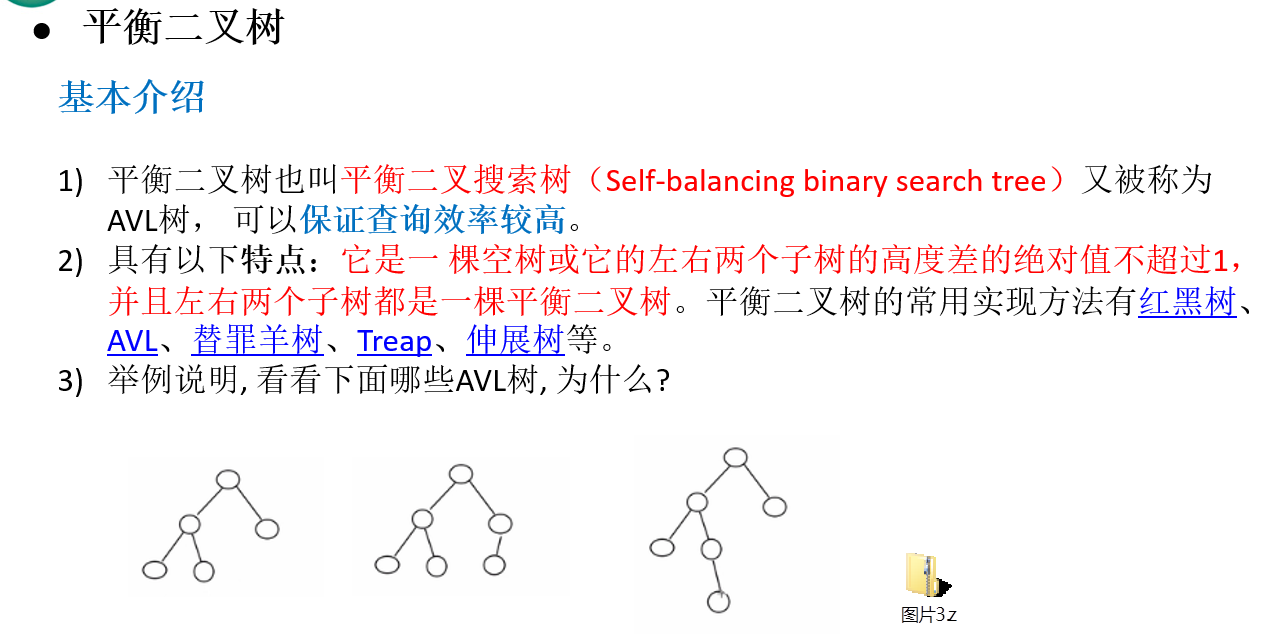 ● 平衡二叉树
基本介绍
1) 平衡二叉树也叫平衡二叉搜索树（Self-balancing binary search tree）又被称为
AVL树， 可以保证查询效率较高。
2) 具有以下特点：它是一 棵空树或它的左右两个子树的高度差的绝对值不超过1，
并且左右两个子树都是一棵平衡二叉树。平衡二叉树的常用实现方法有红黑树、
AVL、替罪羊树、Treap、伸展树等。
3) 举例说明, 看看下面哪些AVL树, 为什么?
图片3.z